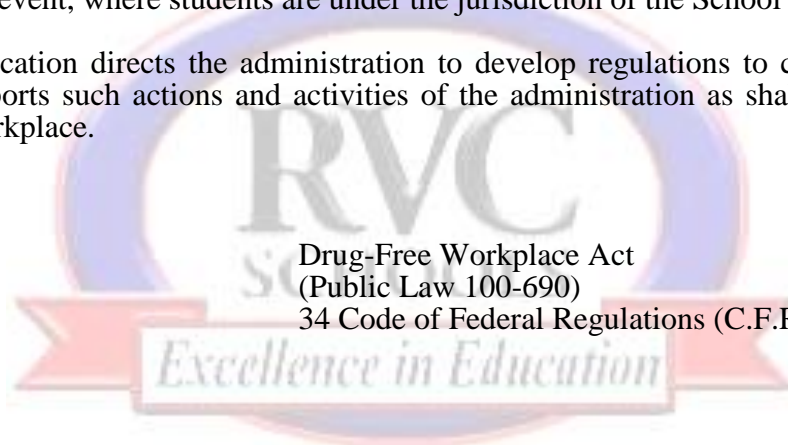 event, where students are under the jurisdiction of the School
cation directs the administration to develop regulations to
ports such actions and activities of the administration as
rkplace.
RVC
SCHOOLS
Drug-Free Workplace Act
(Public Law 100-690)
34 Code of Federal Regulations
Excellence in Education